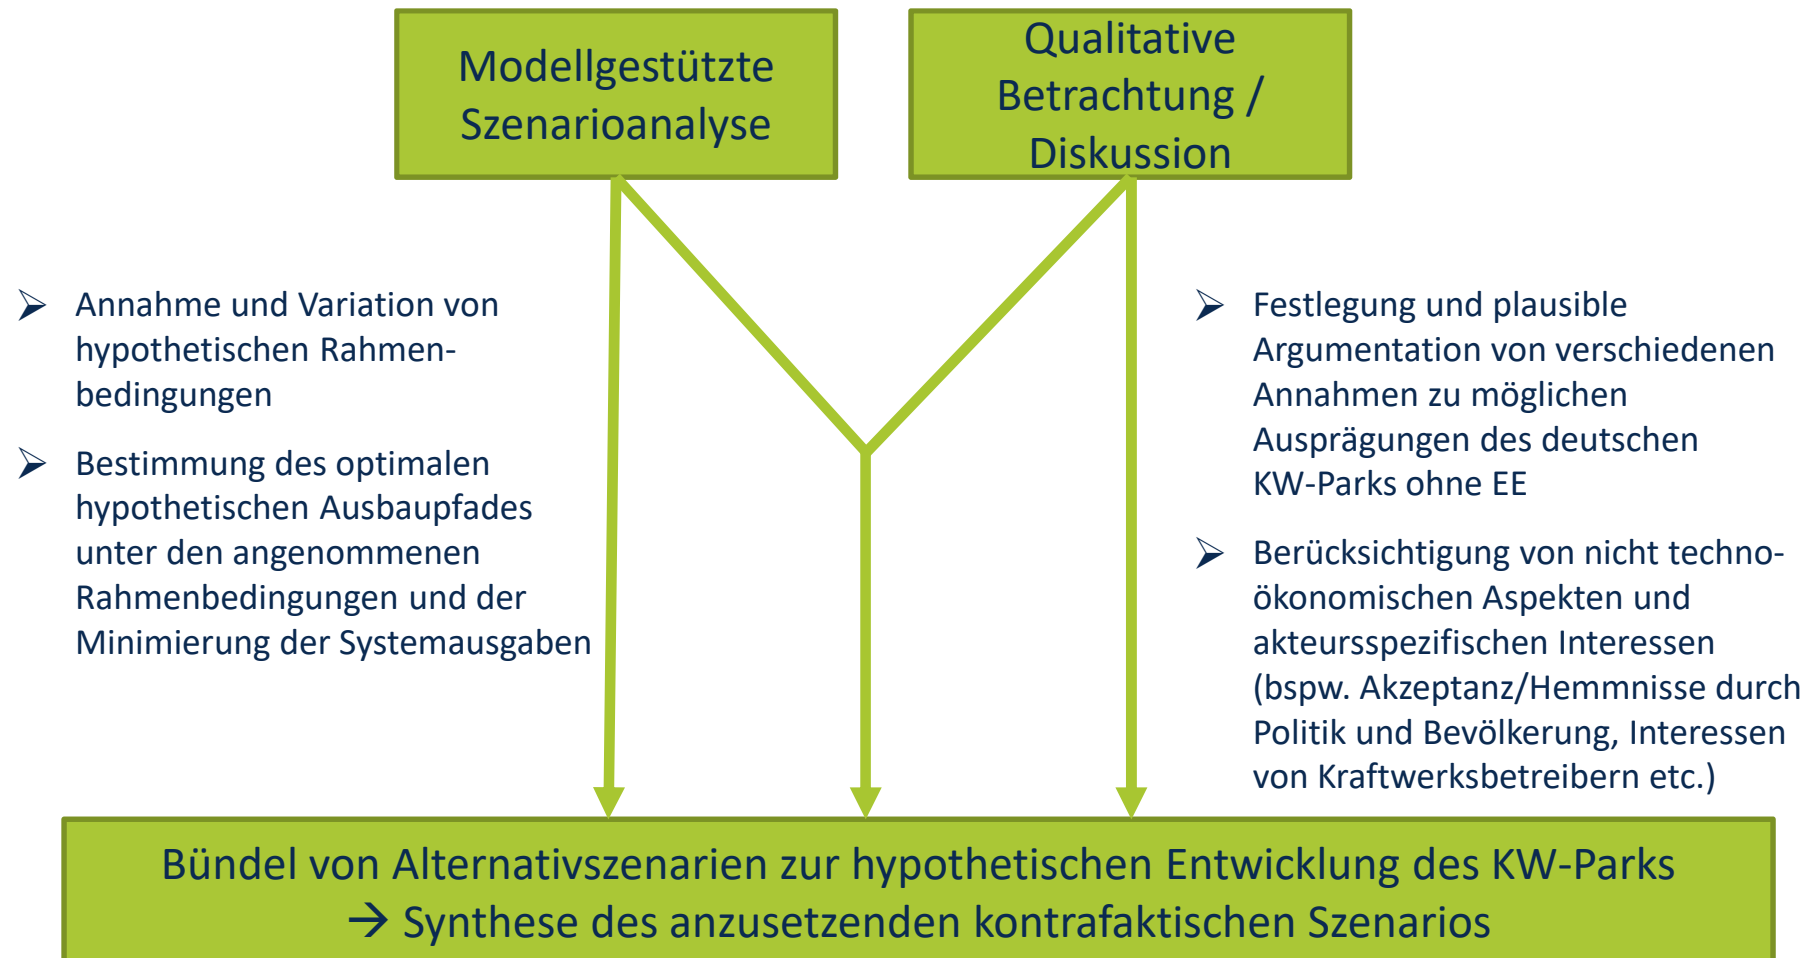 Modellgestützte
Szenarioanalyse
Qualitative
Betrachtung /
Diskussion
➢ Annahme und Variation von
hypothetischen Rahmen-
bedingungen
➢ Bestimmung des optimalen
hypothetischen Ausbaupfades
unter den angenommenen
Rahmenbedingungen und der
Minimierung der Systemausgaben
➢ Festlegung und plausible
Argumentation von verschiedenen
Annahmen zu möglichen
Ausprägungen des deutschen
KW-Parks ohne EE
➢ Berücksichtigung von nicht techno-
ökonomischen Aspekten und
akteursspezifischen Interessen
(bspw. Akzeptanz/Hemmnisse durch
Politik und Bevölkerung, Interessen
von Kraftwerksbetreibern etc.)
Bündel von Alternativszenarien zur hypothetischen Entwicklung des KW-Parks
→ Synthese des anzusetzenden kontrafaktischen Szenarios